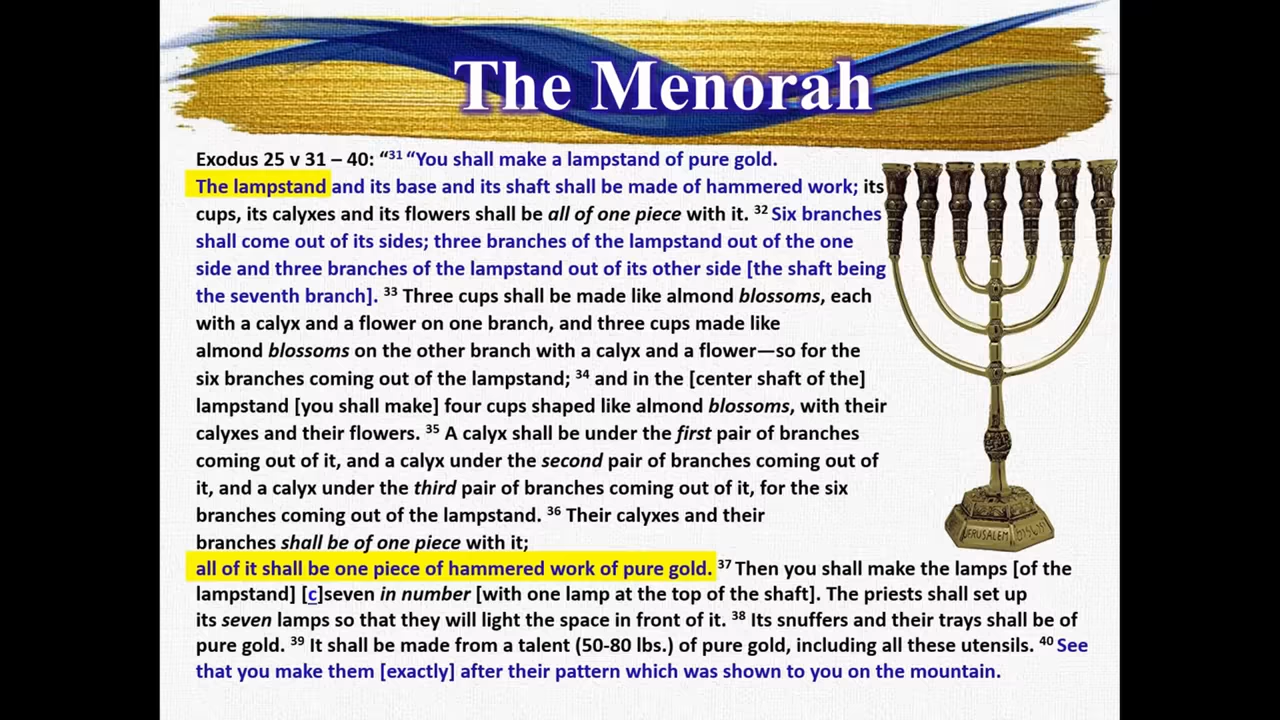 The Menorah
Exodus 25 v 31 – 40: “³¹ “You shall make a lampstand of pure gold.
The lampstand and its base and its shaft shall be made of hammered work; its
cups, its calyxes and its flowers shall be all of one piece with it. ³² Six branches
shall come out of its sides; three branches of the lampstand out of the one
side and three branches of the lampstand out of its other side [the shaft being
the seventh branch]. ³³ Three cups shall be made like almond blossoms, each
with a calyx and a flower on one branch, and three cups made like
almond blossoms on the other branch with a calyx and a flower—so for the
six branches coming out of the lampstand; ³⁴ and in the [center shaft of the]
lampstand [you shall make] four cups shaped like almond blossoms, with their
calyxes and their flowers. ³⁵ A calyx shall be under the first pair of branches
coming out of it, and a calyx under the second pair of branches coming out of
it, and a calyx under the third pair of branches coming out of it, for the six
branches coming out of the lampstand. ³⁶ Their calyxes and their
branches shall be of one piece with it;
all of it shall be one piece of hammered work of pure gold. ³⁷ Then you shall make the lamps [of the
lampstand] [c]seven in number [with one lamp at the top of the shaft]. The priests shall set up
its seven lamps so that they will light the space in front of it. ³⁸ Its snuffers and their trays shall be of
pure gold. ³⁹ It shall be made from a talent (50-80 lbs.) of pure gold, including all these utensils. ⁴⁰ See
that you make them [exactly] after their pattern which was shown to you on the mountain.
JERUSALEM